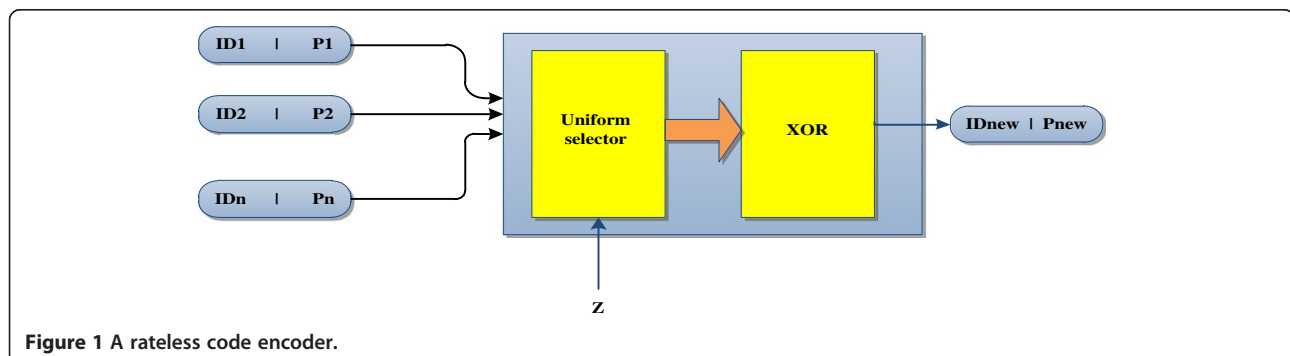 ID1 | P1
ID2 | P2
IDn | Pn
Uniform
selector
XOR
IDnew | Pnew
Z
Figure 1 A rateless code encoder.